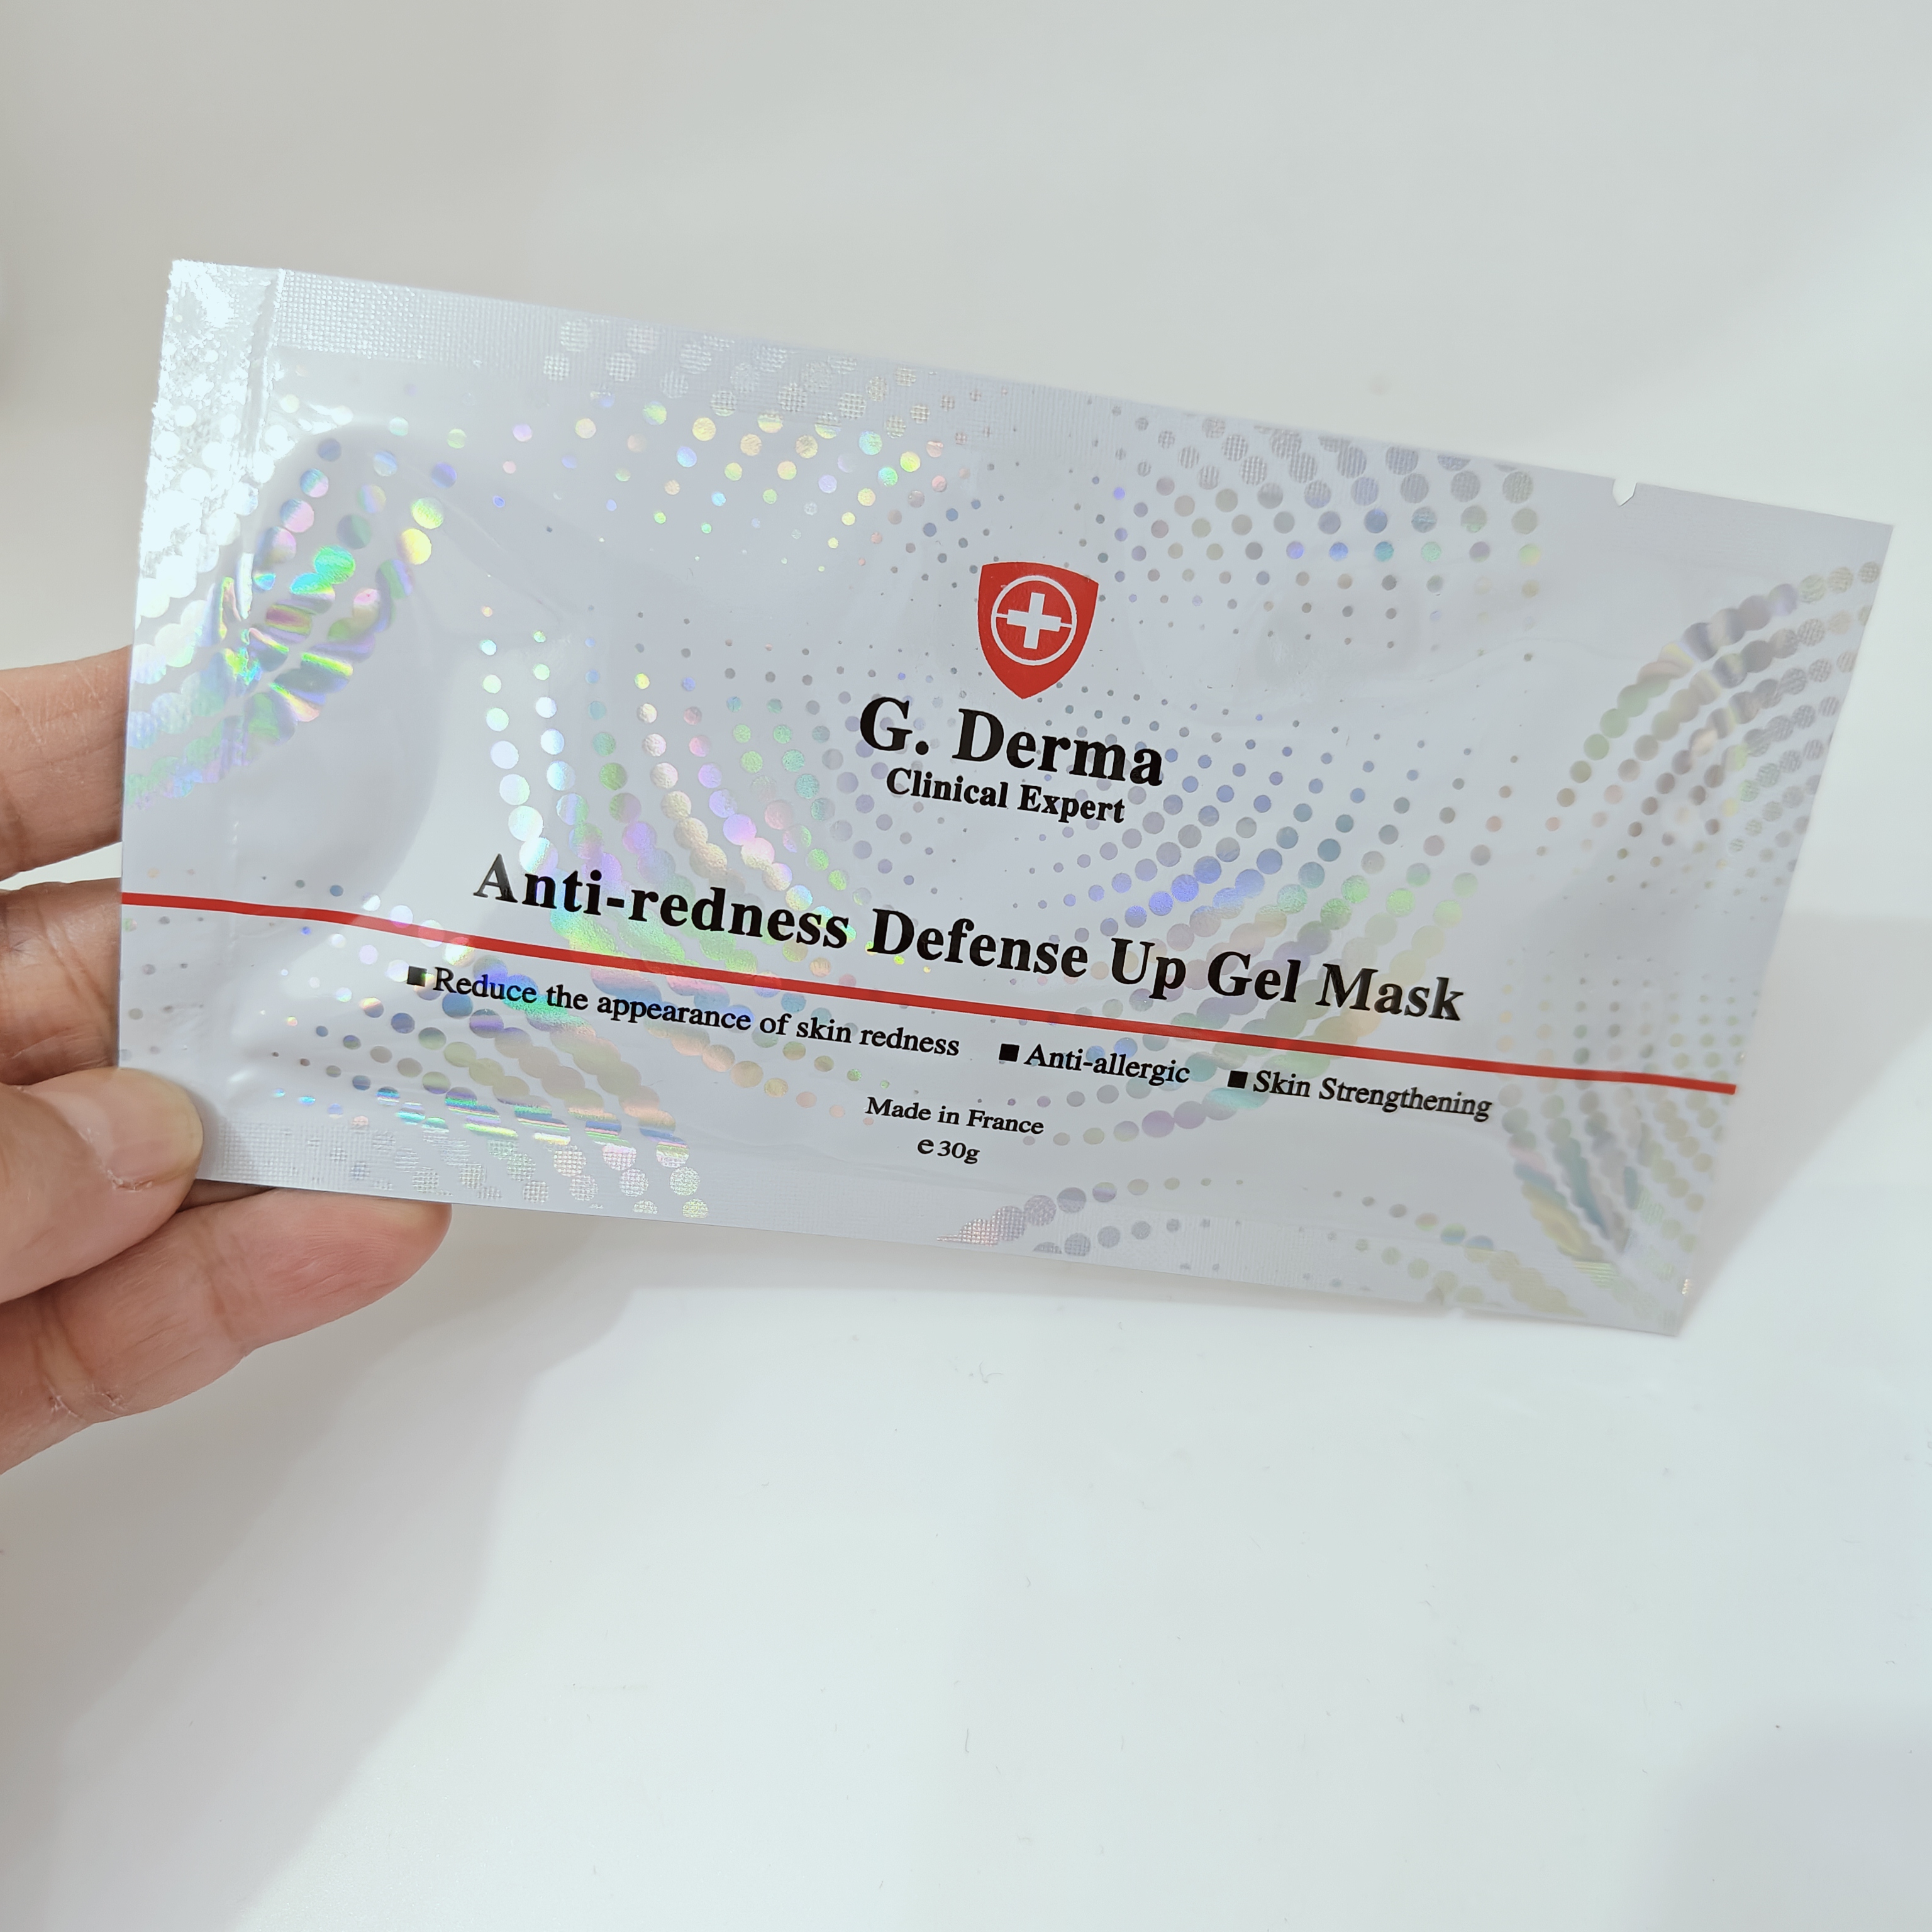 G. Derma
Clinical Expert
Anti-redness Defense Up Gel Mask
■ Reduce the appearance of skin redness ■ Anti-allergic ■ Skin Strengthening
Made in France
℮ 30g